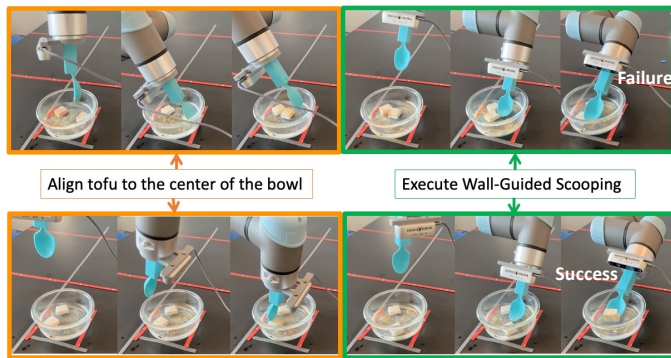 Failure
Align tofu to the center of the bowl
Execute Wall-Guided Scooping
Success